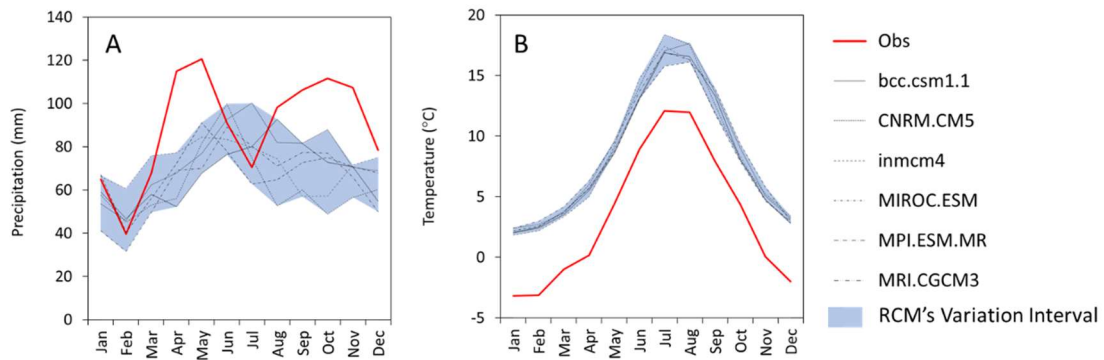 A
Precipitation (mm)
140
120
100
80
60
40
20
0
Jan
Feb
Mar
Apr
May
Jun
Jul
Aug
Sep
Oct
Nov
Dec
B
Temperature (°C)
20
15
10
5
0
-5
Jan
Feb
Mar
Apr
May
Jun
Jul
Aug
Sep
Oct
Nov
Dec
Obs
bcc.csm1.1
CNRM.CM5
inmcm4
MIROC.ESM
MPI.ESM.MR
MRI.CGCM3
RCM's Variation Interval